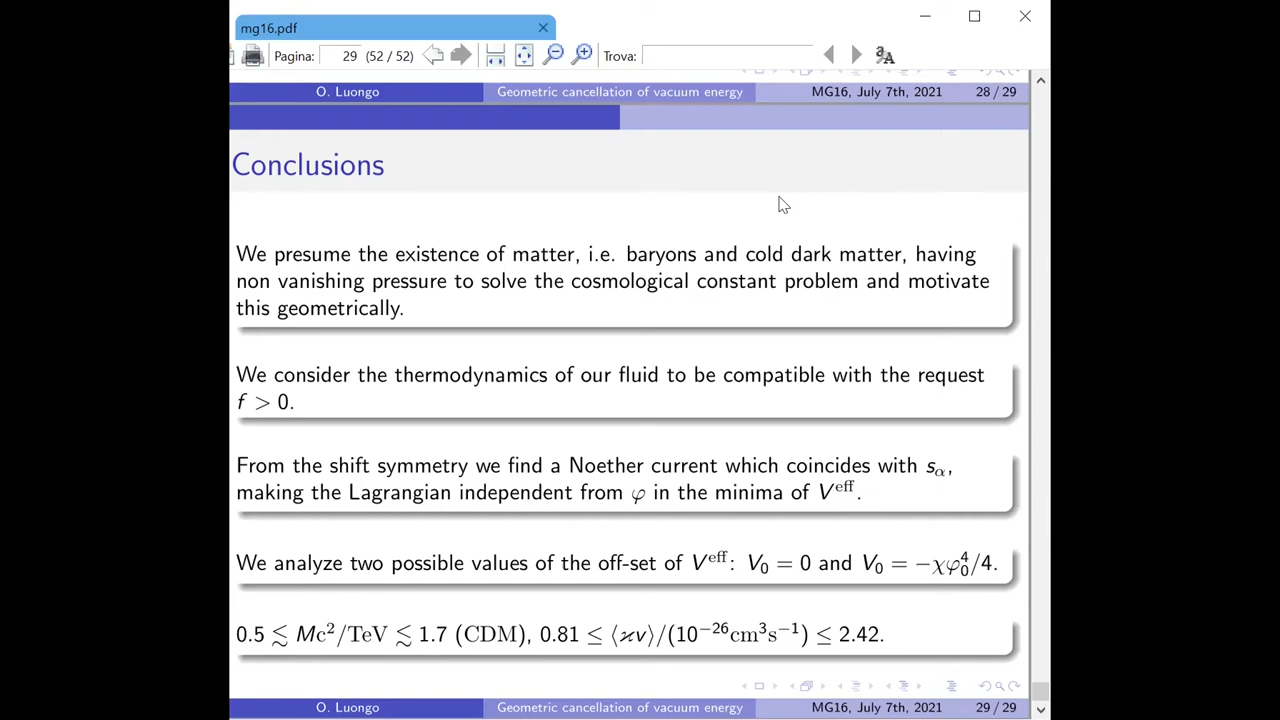 mg16.pdf
Pagina: 29 (52 / 52) Trova:
O. Luongo Geometric cancellation of vacuum energy MG16, July 7th, 2021 28 / 29
Conclusions
We presume the existence of matter, i.e. baryons and cold dark matter, having
non vanishing pressure to solve the cosmological constant problem and motivate
this geometrically.
We consider the thermodynamics of our fluid to be compatible with the request
f > 0.
From the shift symmetry we find a Noether current which coincides with s_α,
making the Lagrangian independent from φ in the minima of V^eff.
We analyze two possible values of the off-set of V^eff: V_0 = 0 and V_0 = −χφ_0^4/4.
0.5 ≲ Mc^2/TeV ≲ 1.7 (CDM), 0.81 ≤ ⟨ϰv⟩/(10^−26cm^3s^−1) ≤ 2.42.
O. Luongo Geometric cancellation of vacuum energy MG16, July 7th, 2021 29 / 29